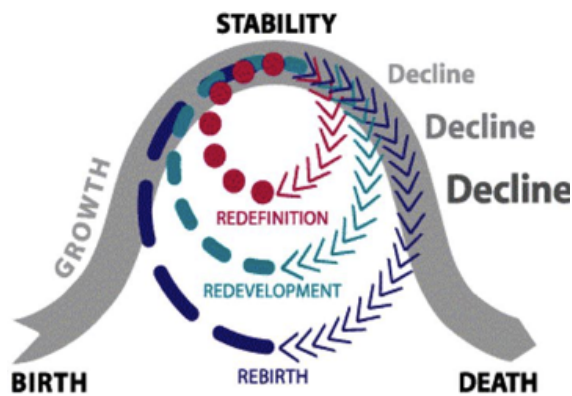 STABILITY
Decline
Decline
Decline
GROWTH
REDEFINITION
REDEVELOPMENT
REBIRTH
BIRTH
DEATH